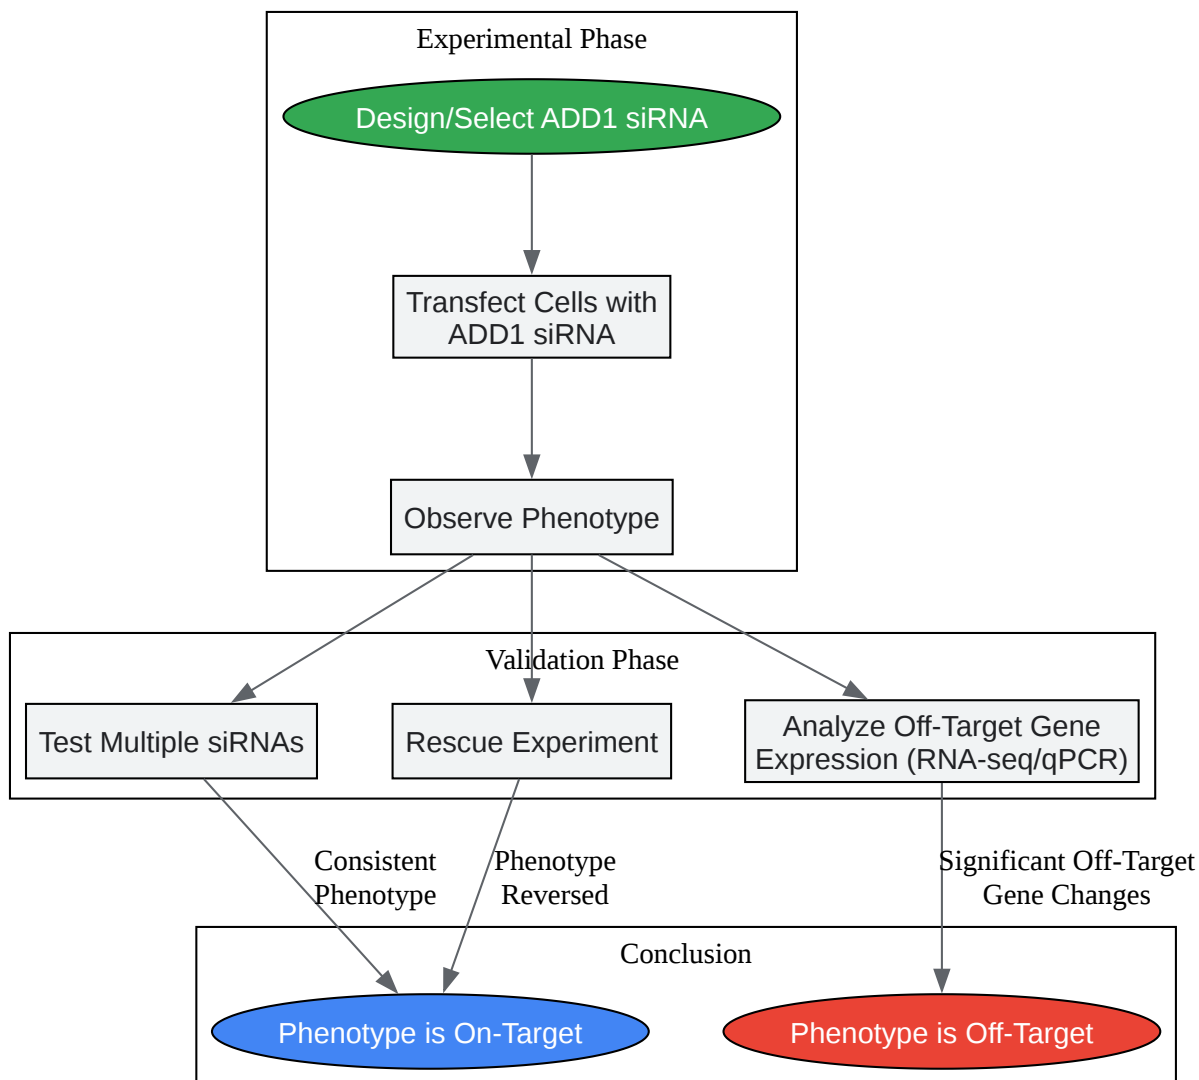 Experimental Phase
Design/Select ADD1 siRNA
Transfect Cells with
ADD1 siRNA
Observe Phenotype
Validation Phase
Test Multiple siRNAs
Rescue Experiment
Analyze Off-Target Gene
Expression (RNA-seq/qPCR)
Consistent
Phenotype
Phenotype
Reversed
Significant Off-Target
Gene Changes
Conclusion
Phenotype is On-Target
Phenotype is Off-Target